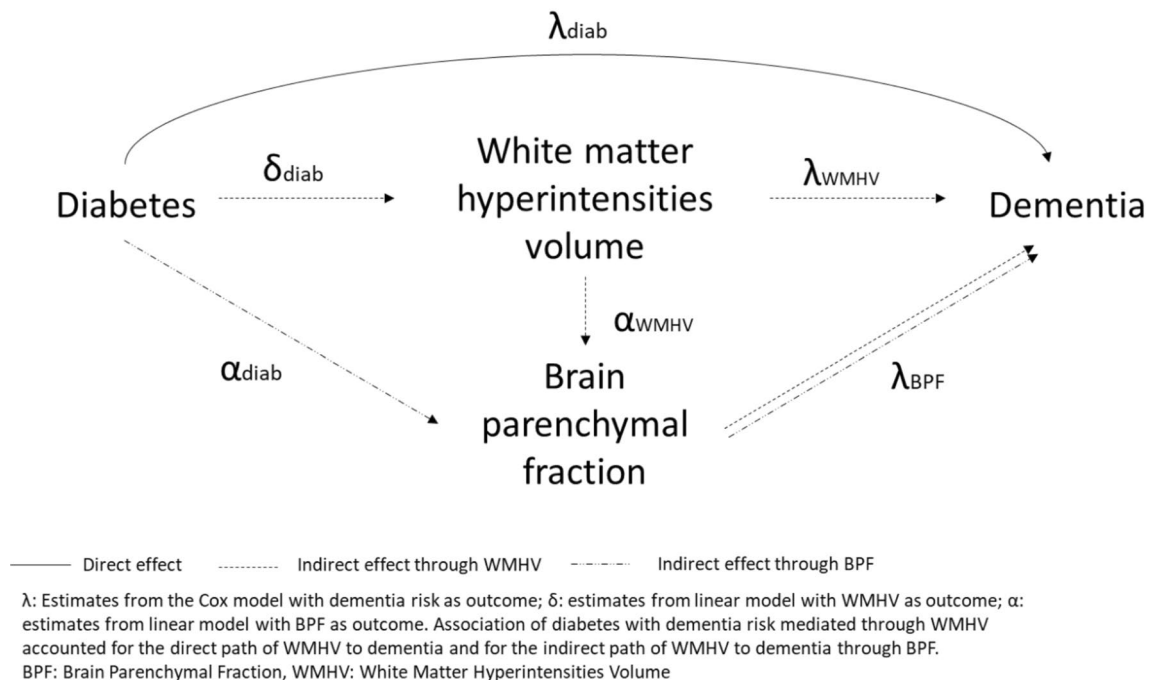 λdiab
White matter
hyperintensities
volume
δdiab
λWMHV
Diabetes
Dementia
αWMHV
αdiab
Brain
parenchymal
fraction
λBPF
Direct effect
Indirect effect through WMHV
Indirect effect through BPF
λ: Estimates from the Cox model with dementia risk as outcome; δ: estimates from linear model with WMHV as outcome; α:
estimates from linear model with BPF as outcome. Association of diabetes with dementia risk mediated through WMHV
accounted for the direct path of WMHV to dementia and for the indirect path of WMHV to dementia through BPF.
BPF: Brain Parenchymal Fraction, WMHV: White Matter Hyperintensities Volume